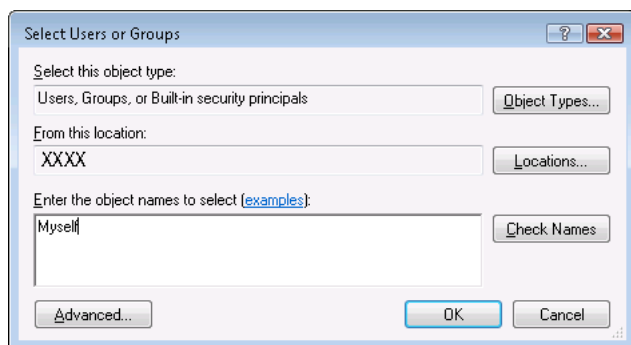 Select Users or Groups
Select this object type:
Users, Groups, or Built-in security principals
Object Types...
From this location:
XXXX
Locations...
Enter the object names to select (examples):
Myself
Check Names
Advanced...
OK
Cancel